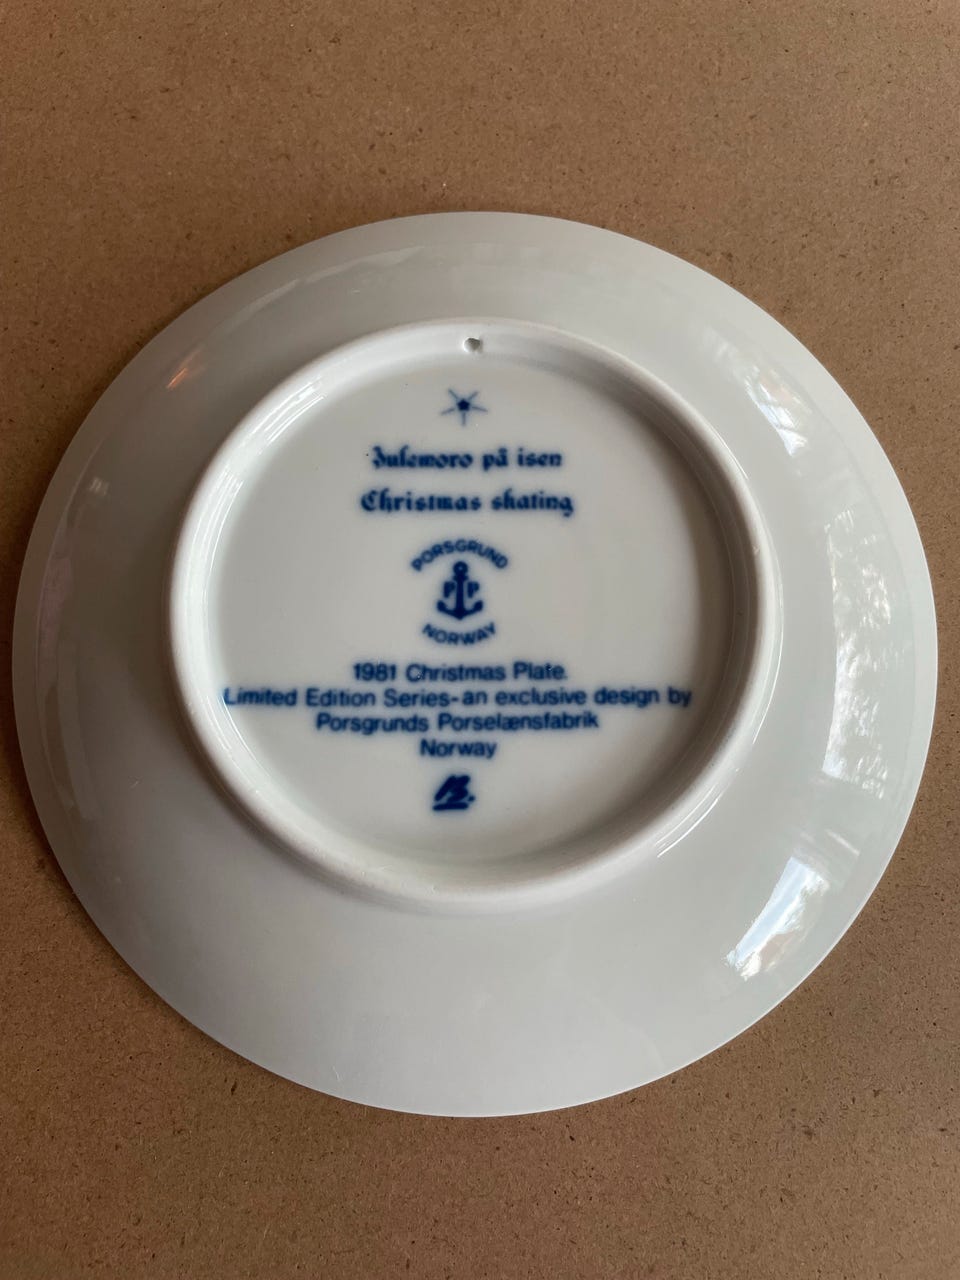 Julemoro på isen
Christmas skating
PORSGRUND
P P
NORWAY
1981 Christmas Plate.
Limited Edition Series-an exclusive design by
Porsgrunds Porselænsfabrik
Norway